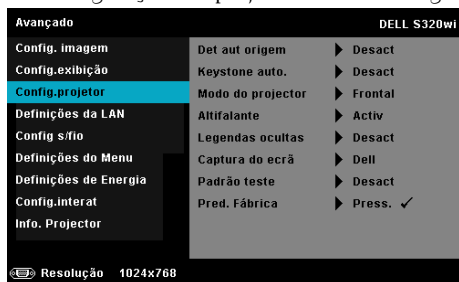 Avançado DELL S320wi
Config. imagem
Config.exibição
Config.projetor
Definições da LAN
Config s/fio
Definições do Menu
Definições de Energia
Config.interat
Info. Projector
Det aut origem Desact
Keystone auto. Desact
Modo do projector Frontal
Altifalante Activ
Legendas ocultas Desact
Captura do ecrã Dell
Padrão teste Desact
Pred. Fábrica Press. ✓
Resolução 1024x768